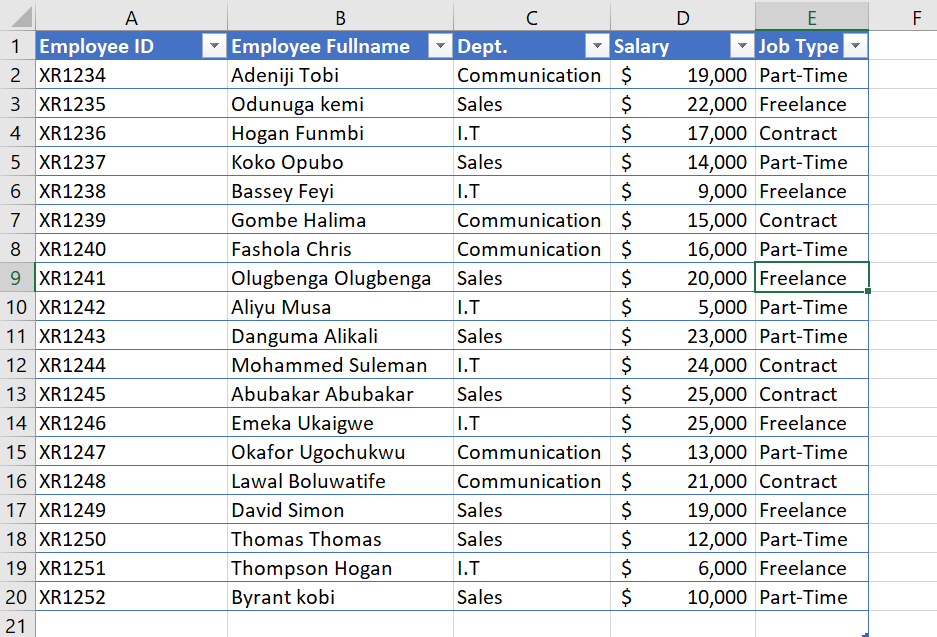 A B C D E F
1 Employee ID Employee Fullname Dept. Salary Job Type
2 XR1234 Adeniji Tobi Communication $ 19,000 Part-Time
3 XR1235 Odunuga kemi Sales $ 22,000 Freelance
4 XR1236 Hogan Funmbi I.T $ 17,000 Contract
5 XR1237 Koko Opubo Sales $ 14,000 Part-Time
6 XR1238 Bassey Feyi I.T $ 9,000 Freelance
7 XR1239 Gombe Halima Communication $ 15,000 Contract
8 XR1240 Fashola Chris Communication $ 16,000 Part-Time
9 XR1241 Olugbenga Olugbenga Sales $ 20,000 Freelance
10 XR1242 Aliyu Musa I.T $ 5,000 Part-Time
11 XR1243 Danguma Alikali Sales $ 23,000 Part-Time
12 XR1244 Mohammed Suleman I.T $ 24,000 Contract
13 XR1245 Abubakar Abubakar Sales $ 25,000 Contract
14 XR1246 Emeka Ukaigwe I.T $ 25,000 Freelance
15 XR1247 Okafor Ugochukwu Communication $ 13,000 Part-Time
16 XR1248 Lawal Boluwatife Communication $ 21,000 Contract
17 XR1249 David Simon Sales $ 19,000 Freelance
18 XR1250 Thomas Thomas Sales $ 12,000 Part-Time
19 XR1251 Thompson Hogan I.T $ 6,000 Freelance
20 XR1252 Byrant kobi Sales $ 10,000 Part-Time
21